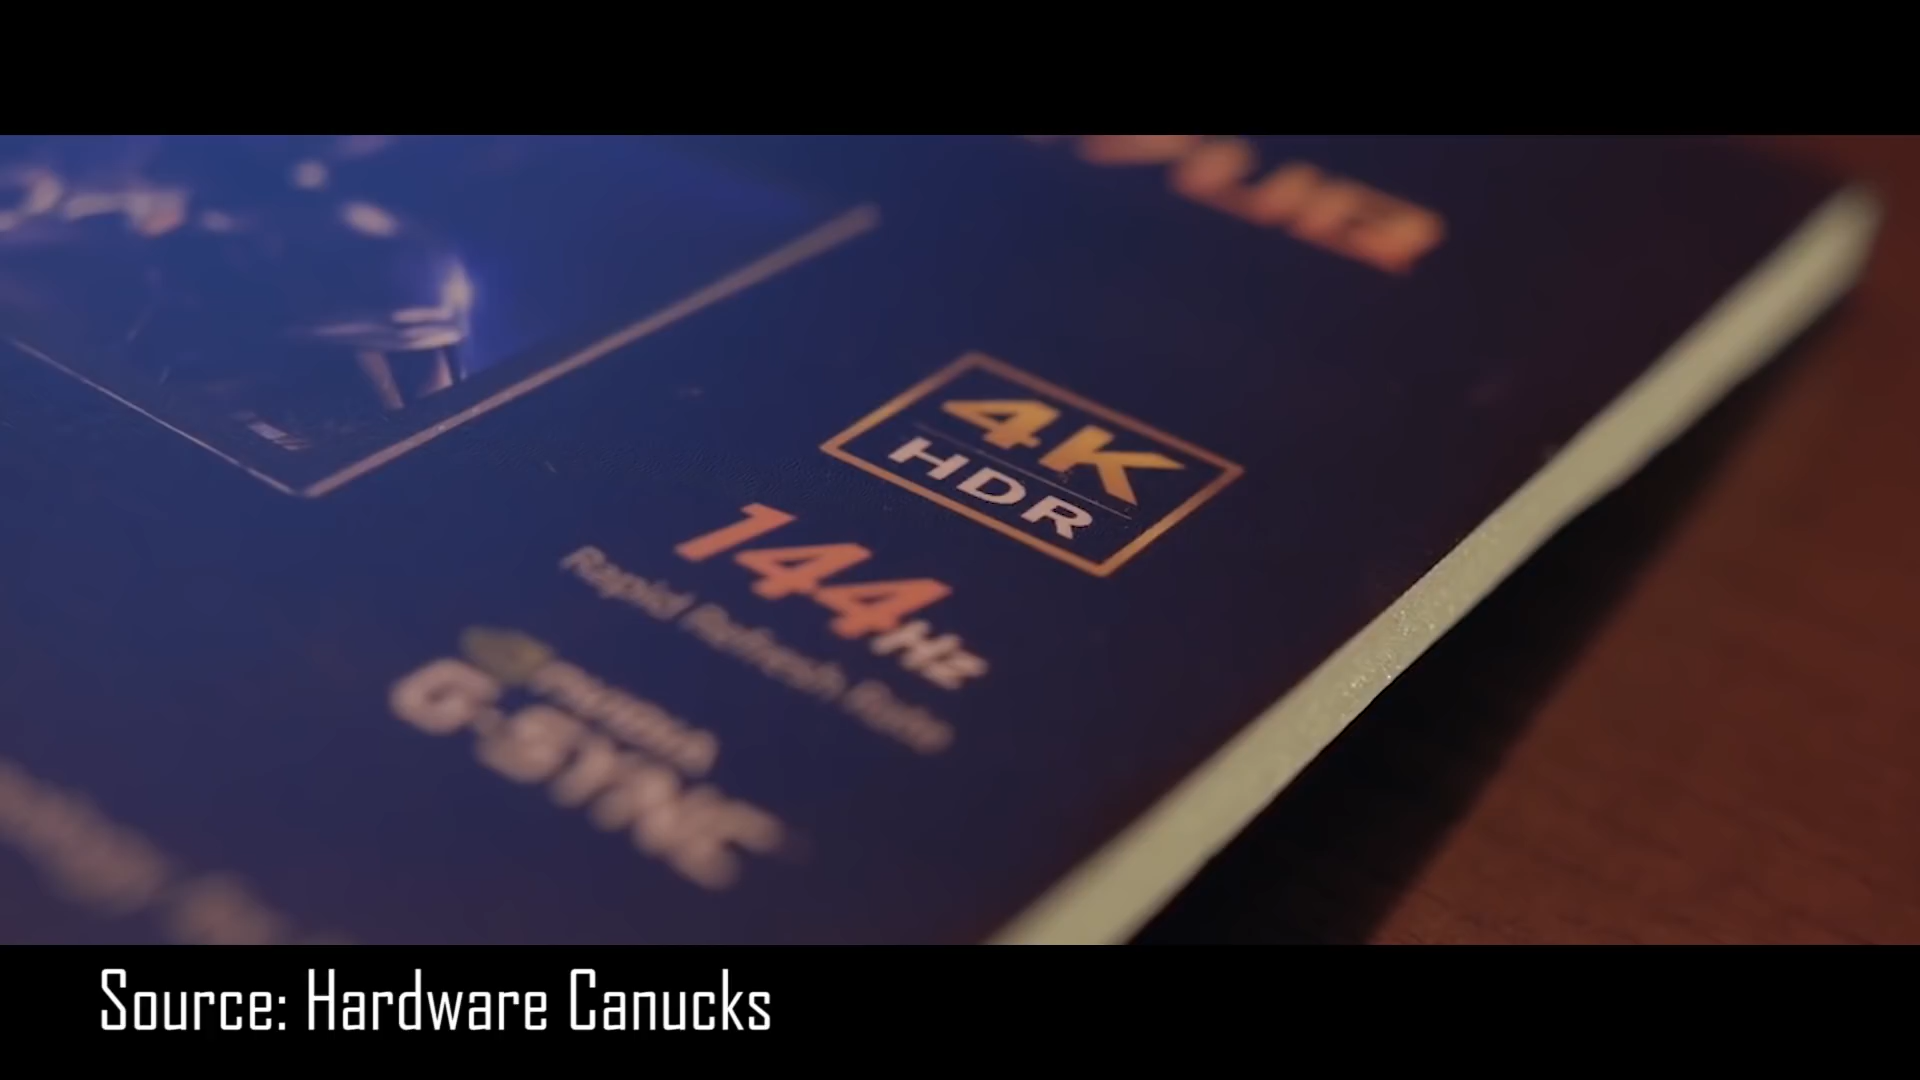 4K
HDR
144Hz
Rapid Refresh Rate
G-SYNC
Source: Hardware Canucks